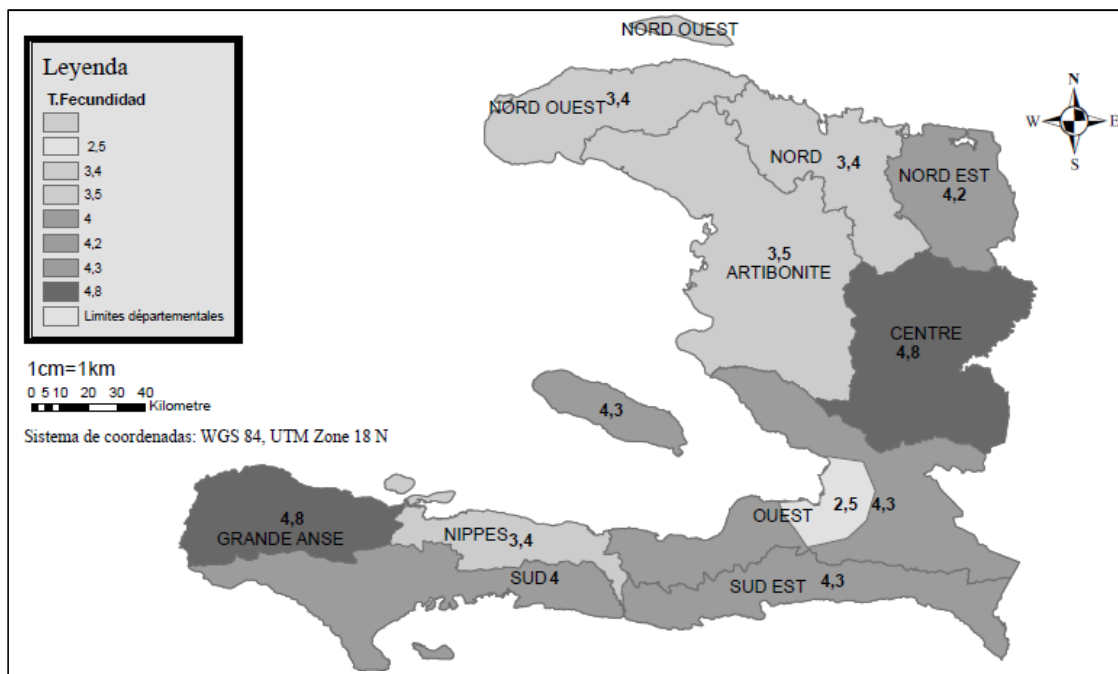 Leyenda
T.Fecundidad
2,5
3,4
3,5
4
4,2
4,3
4,8
Limites départementales
1cm=1km
0 5 10 20 30 40
Kilometre
Sistema de coordenadas: WGS 84, UTM Zone 18 N
NORD OUEST
NORD OUEST 3,4
NORD 3,4
NORD EST
4,2
3,5
ARTIBONITE
CENTRE
4,8
4,3
4,8
GRANDE ANSE
NIPPES 3,4
SUD 4
OUEST 2,5 4,3
SUD EST 4,3
N
W E
S